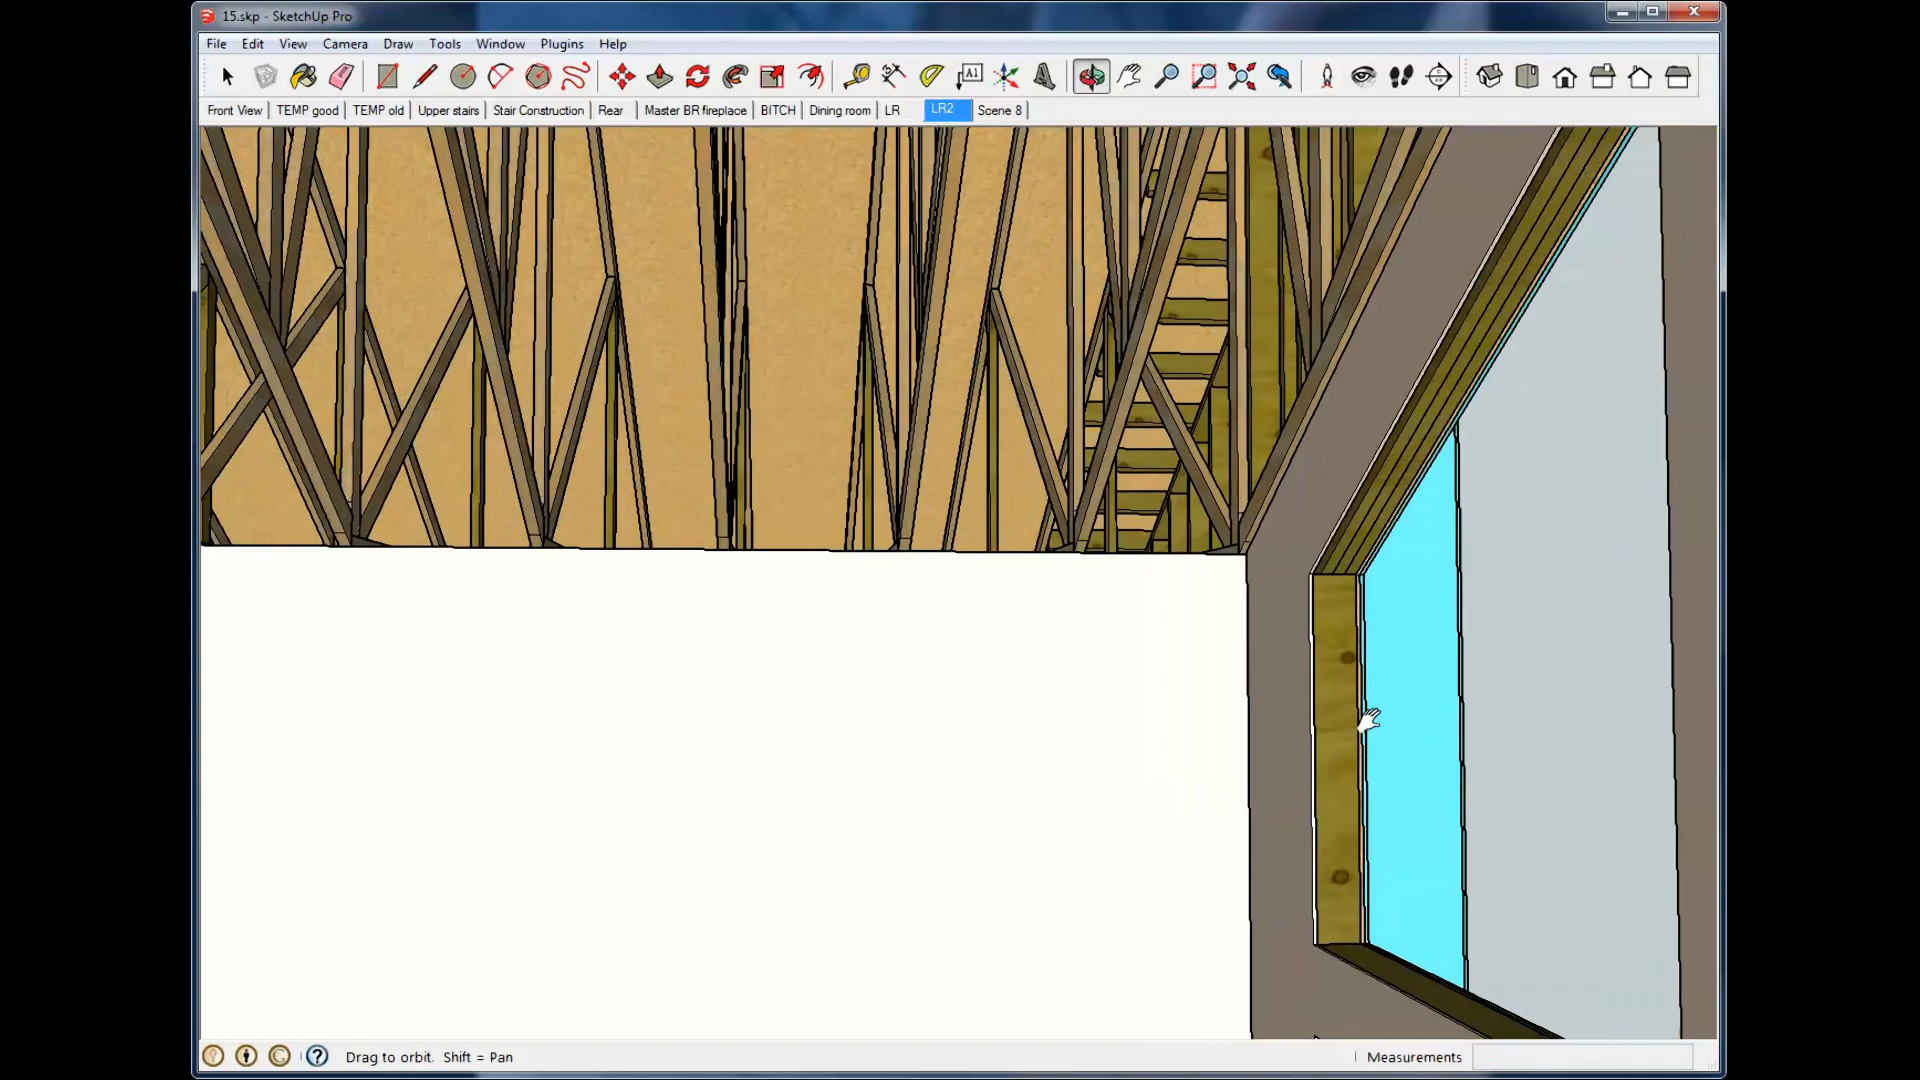 15.skp - SketchUp Pro
File Edit View Camera Draw Tools Window Plugins Help
A1
Front View TEMP good TEMP old Upper stairs Stair Construction Rear Master BR fireplace BITCH Dining room LR LR2 Scene 8
Drag to orbit. Shift = Pan
Measurements